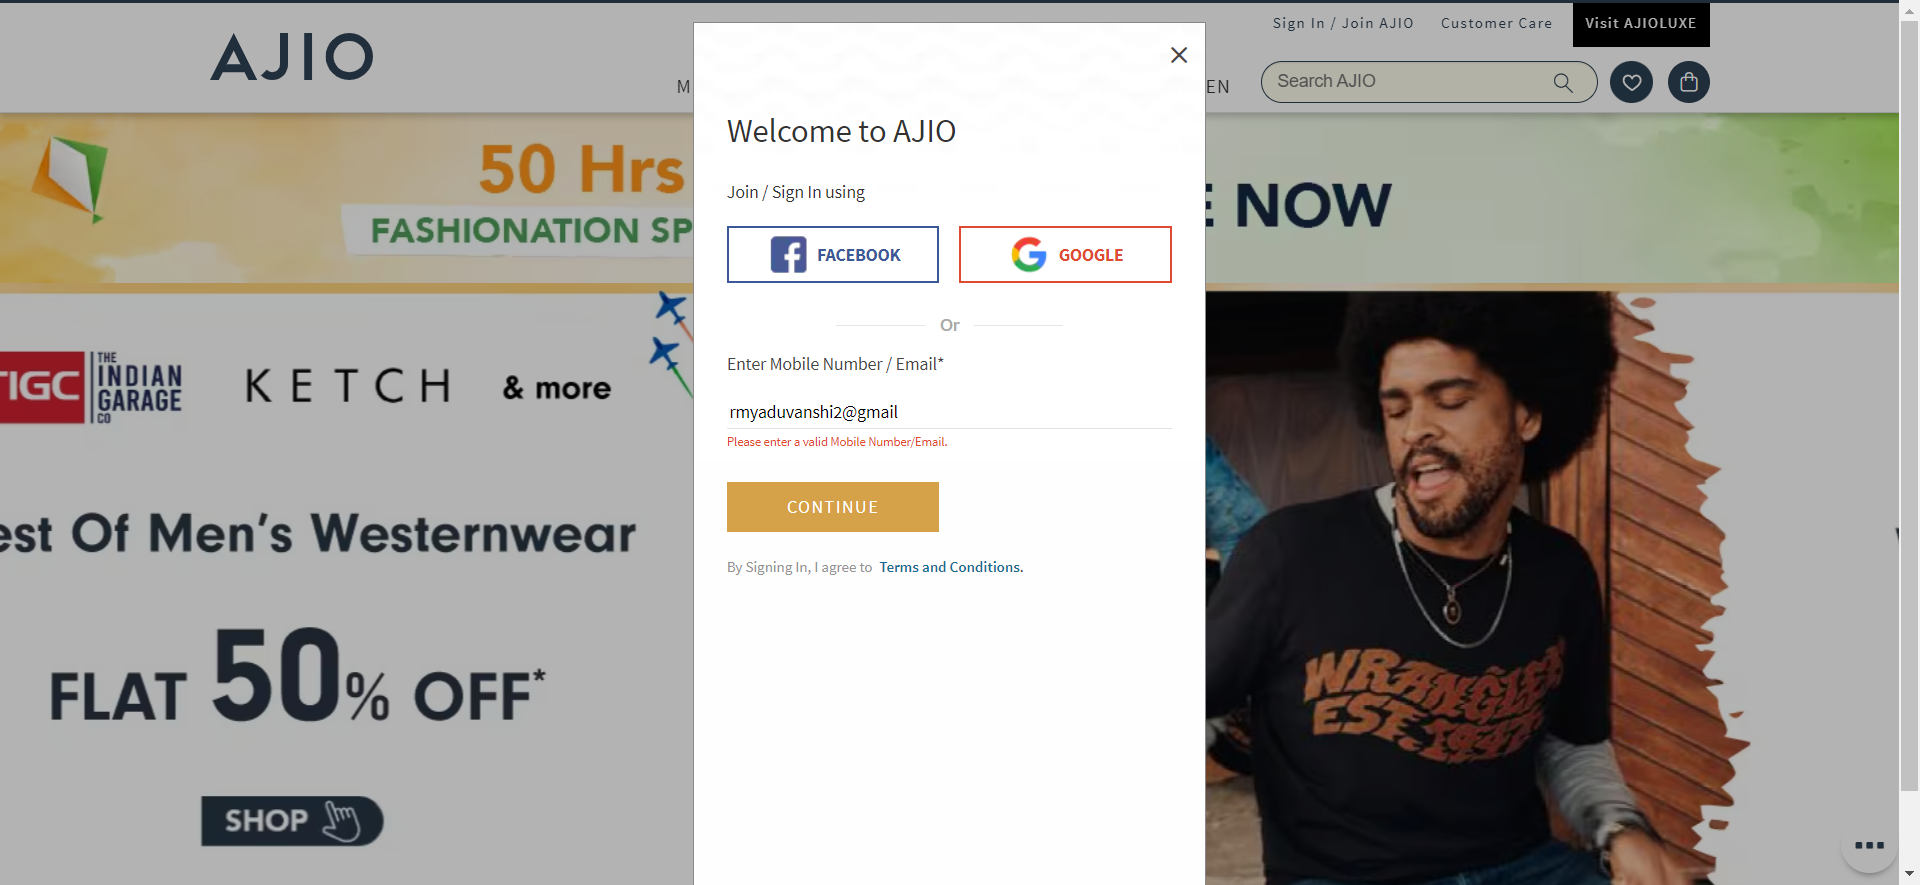 Sign In / Join AJIO Customer Care Visit AJIOLUXE
AJIO
M
EN
Search AJIO
50 Hrs
FASHIONATION SP
E NOW
TIGC
THE
INDIAN
GARAGE
CO
KETCH
& more
est Of Men's Westernwear
FLAT 50% OFF*
SHOP
Welcome to AJIO
Join / Sign In using
FACEBOOK
GOOGLE
Or
Enter Mobile Number / Email*
rmyaduvanshi2@gmail
Please enter a valid Mobile Number/Email.
CONTINUE
By Signing In, I agree to Terms and Conditions.
WRANGLER
EST. 1947